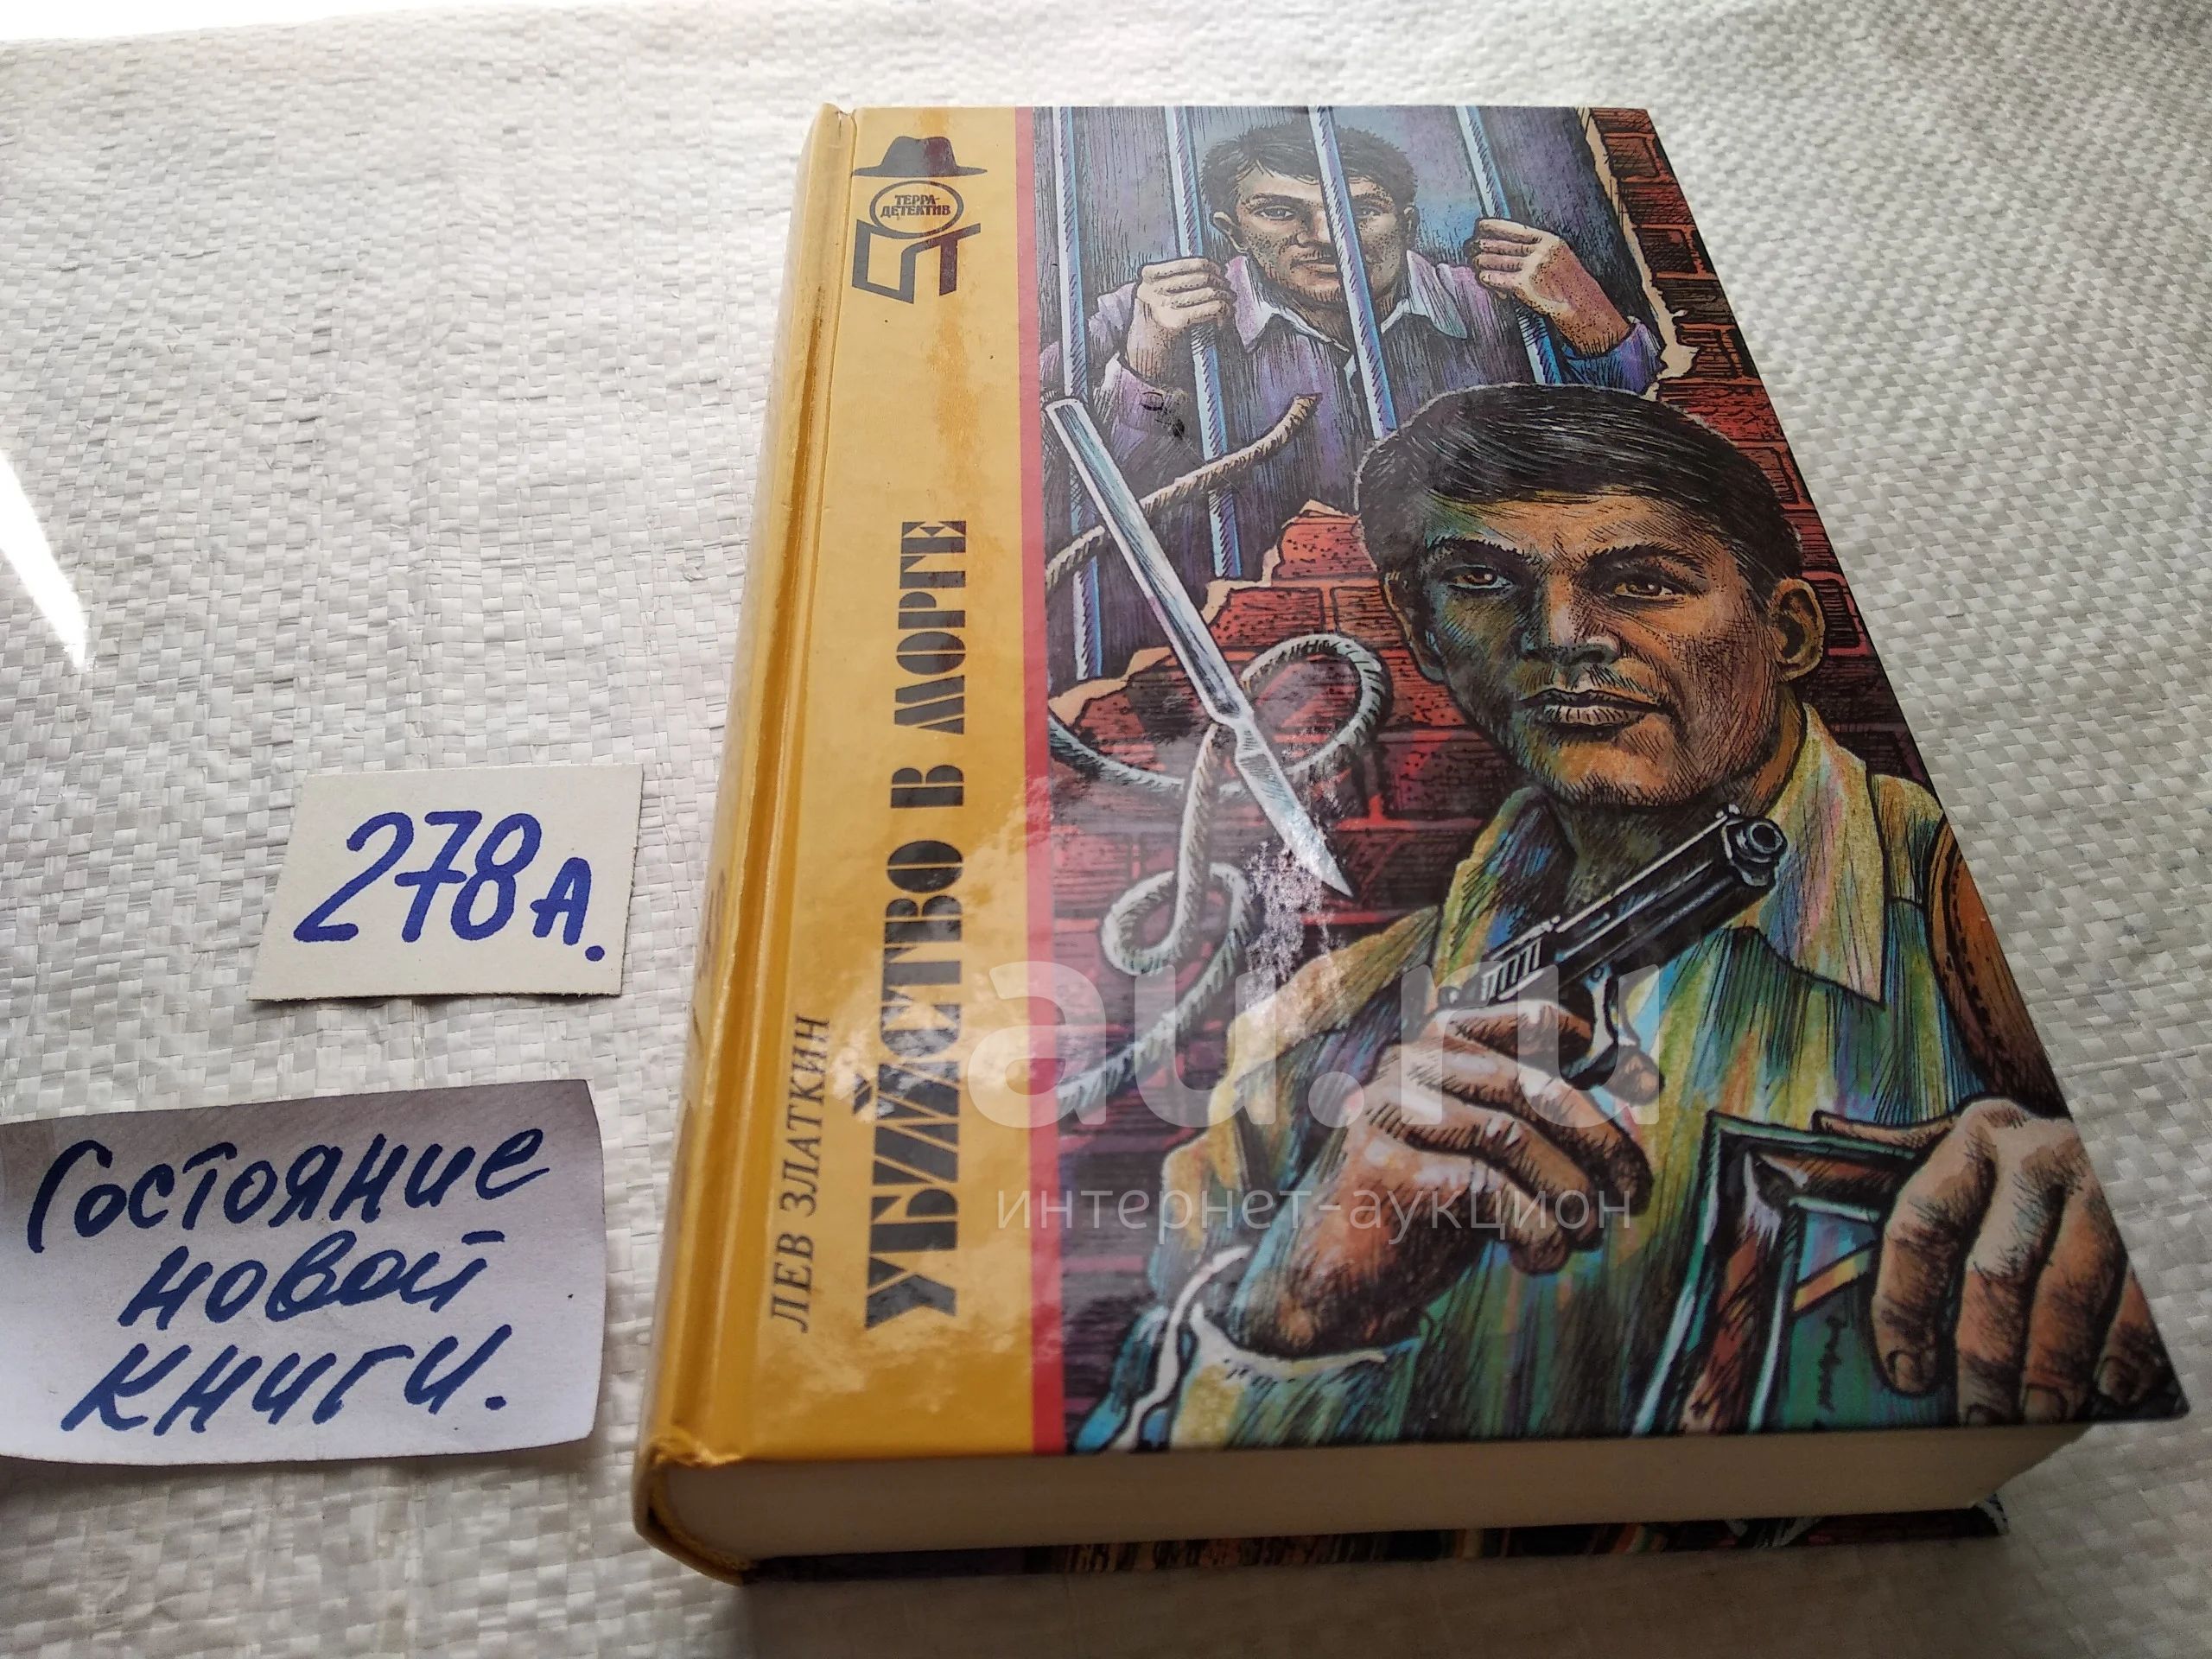 ТЕРРА-
ДЕТЕКТИВ
ЛЕВ ЗЛАТКИН
УБИЙСТВО В МОРГЕ
278А.
Состояние
новой
книги.
au.ru
интернет-аукцион